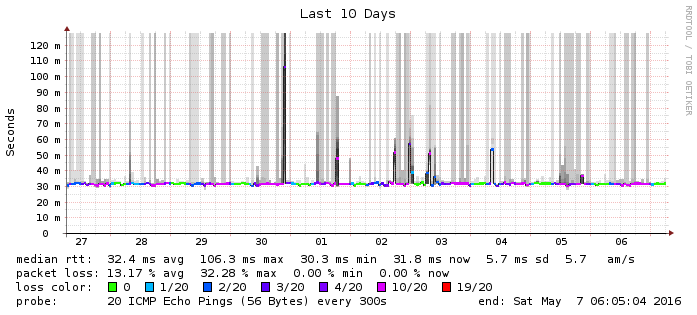 Last 10 Days
RRDTOOL / TOBI OETIKER
Seconds
120 m
110 m
100 m
90 m
80 m
70 m
60 m
50 m
40 m
30 m
20 m
10 m
0
27 28 29 30 01 02 03 04 05 06
median rtt: 32.4 ms avg 106.3 ms max 30.3 ms min 31.8 ms now 5.7 ms sd 5.7 am/s
packet loss: 13.17 % avg 32.28 % max 0.00 % min 0.00 % now
loss color: 0 1/20 2/20 3/20 4/20 10/20 19/20
probe: 20 ICMP Echo Pings (56 Bytes) every 300s end: Sat May 7 06:05:04 2016